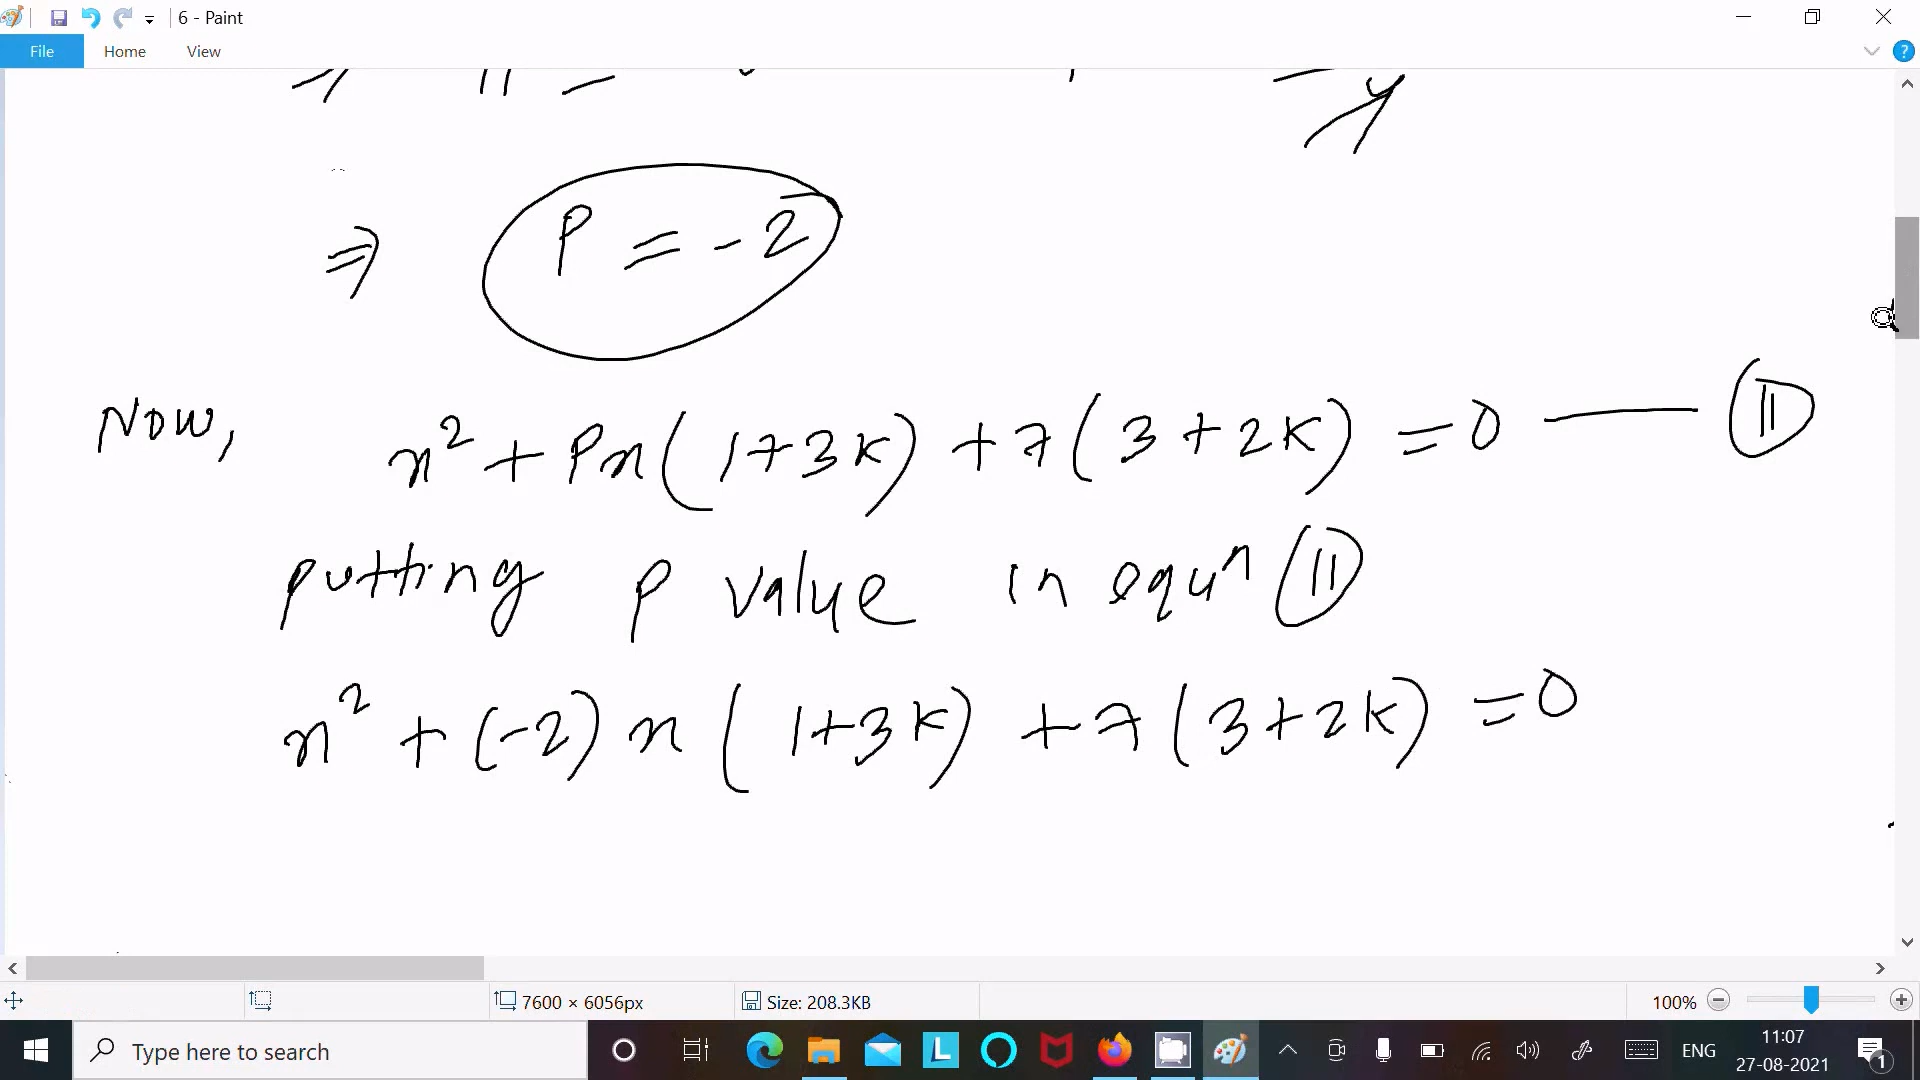 6 - Paint
File Home View
⇒ P = -2
Now, x² + Px(1+3k) + 7(3+2k) = 0 — II
putting p value in equn II
x² + (-2) x (1+3k) + 7(3+2k) = 0
7600 × 6056px Size: 208.3KB 100%
Type here to search
ENG
11:07
27-08-2021
1